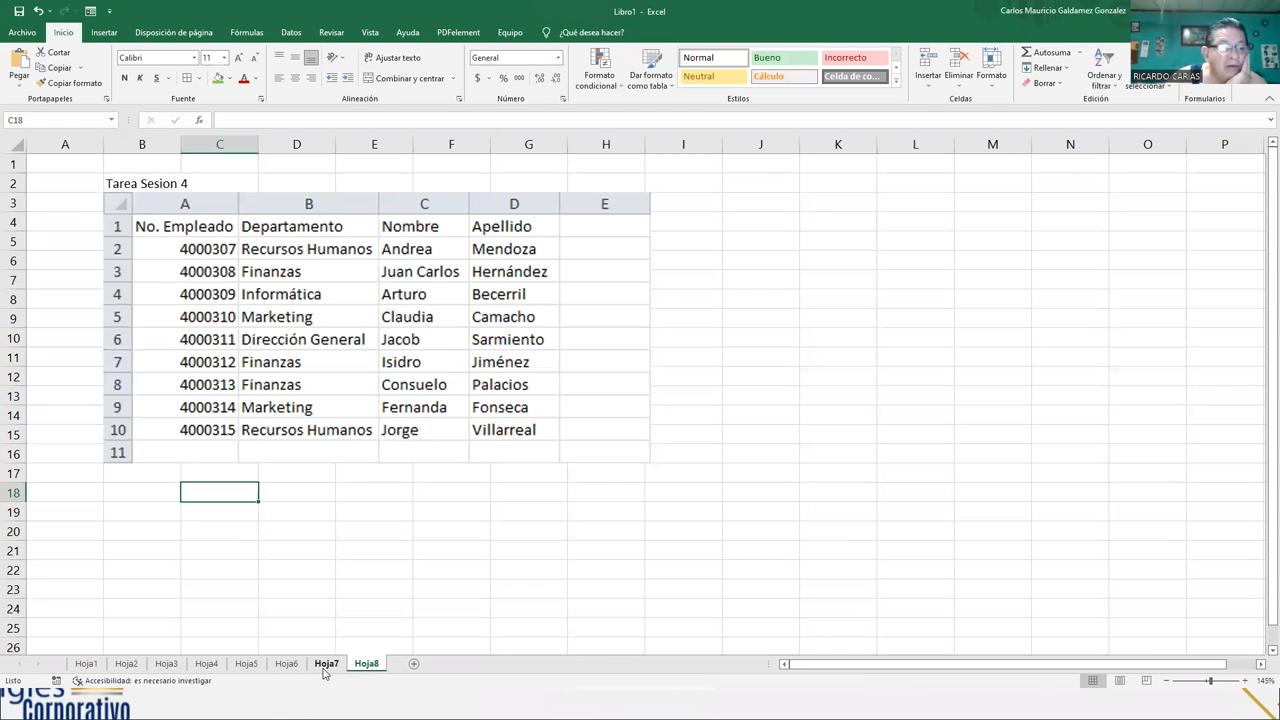 Libro1 - Excel
Carlos Mauricio Galdamez Gonzalez
Archivo Inicio Insertar Disposición de página Fórmulas Datos Revisar Vista Ayuda PDFelement Equipo ¿Qué desea hacer?
Pegar
Cortar
Copiar
Copiar formato
Portapapeles
Calibri 11
N K S
Fuente
Ajustar texto
Combinar y centrar
Alineación
General
$ % 000
Número
Formato condicional
Dar formato como tabla
Normal Bueno Incorrecto
Neutral Cálculo Celda de co...
Estilos
Insertar Eliminar Formato
Celdas
Autosuma
Rellenar
Borrar
Ordenar y filtrar
seleccionar
Edición
Formularios
RICARDO CARIAS
C18 fx
A B C D E F G H I J K L M N O P
1
2 Tarea Sesion 4
3 A B C D E
4 1 No. Empleado Departamento Nombre Apellido
5 2 4000307 Recursos Humanos Andrea Mendoza
6 3 4000308 Finanzas Juan Carlos Hernández
7 4 4000309 Informática Arturo Becerril
8 5 4000310 Marketing Claudia Camacho
9 6 4000311 Dirección General Jacob Sarmiento
10 7 4000312 Finanzas Isidro Jiménez
11
12 8 4000313 Finanzas Consuelo Palacios
13 9 4000314 Marketing Fernanda Fonseca
14 10 4000315 Recursos Humanos Jorge Villarreal
15
16 11
17
18
19
20
21
22
23
24
25
26
Hoja1 Hoja2 Hoja3 Hoja4 Hoja5 Hoja6 Hoja7 Hoja8
Listo Accesibilidad: es necesario investigar 145%
Corporativo